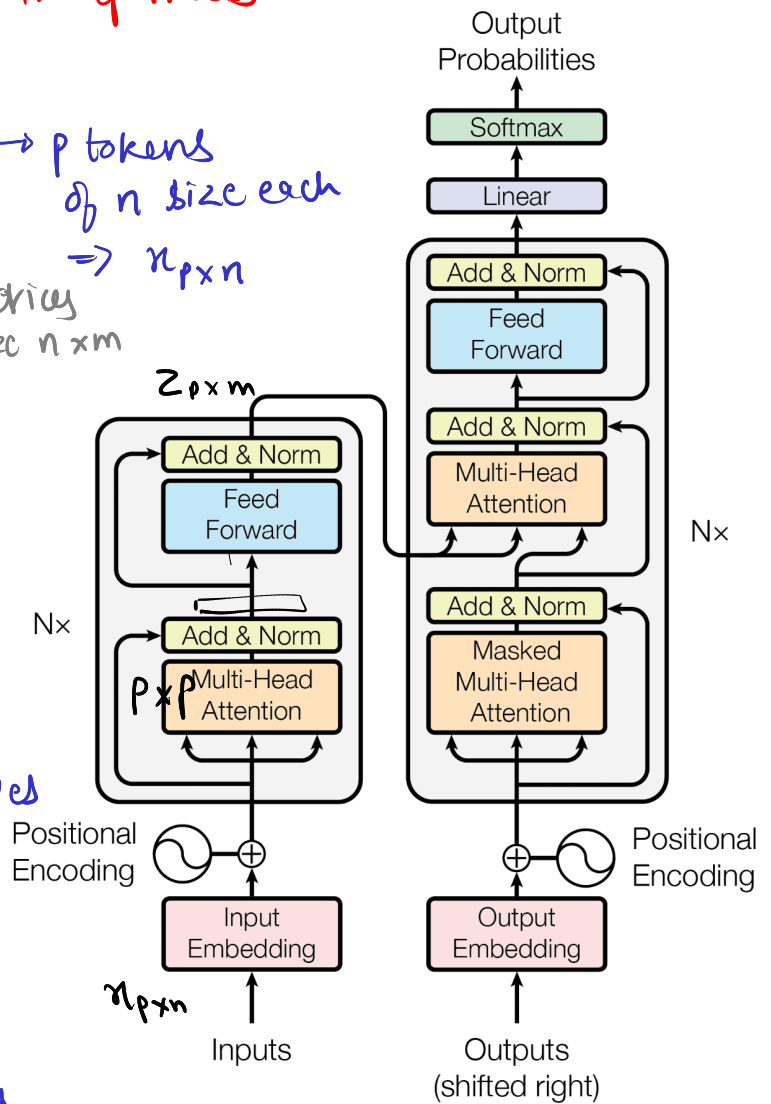 → p tokens
of n size each
⇒ x p×n
n×m
Z p×m
Output
Probabilities
Softmax
Linear
Add & Norm
Feed
Forward
Add & Norm
Multi-Head
Attention
Add & Norm
Masked
Multi-Head
Attention
N×
Add & Norm
Feed
Forward
Add & Norm
Multi-Head
Attention
p×p
N×
Positional
Encoding
Positional
Encoding
Input
Embedding
Output
Embedding
x p×n
Inputs
Outputs
(shifted right)